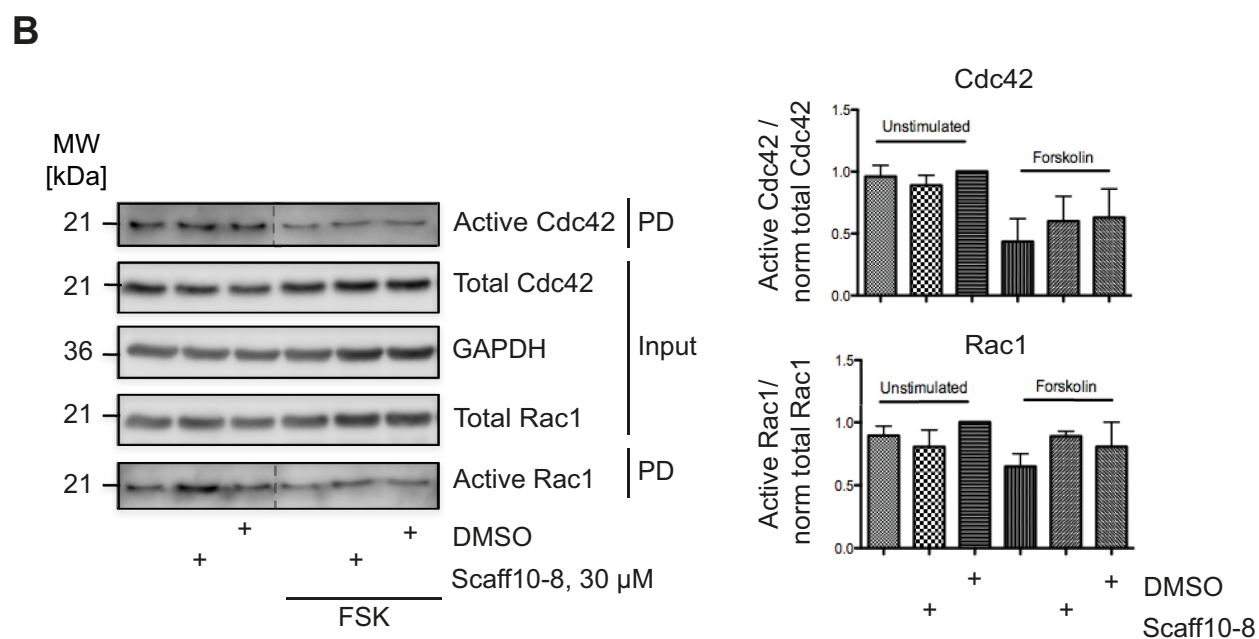 B
MW
[kDa]
21
Active Cdc42
PD
21
Total Cdc42
36
GAPDH
Input
21
Total Rac1
21
Active Rac1
PD
+
DMSO
+
+
+
Scaff10-8, 30 µM
FSK
Cdc42
Active Cdc42 /
norm total Cdc42
1.5
1.0
0.5
0.0
Unstimulated
Forskolin
Rac1
Active Rac1/
norm total Rac1
1.5
1.0
0.5
0.0
Unstimulated
Forskolin
+
+
DMSO
+
+
Scaff10-8